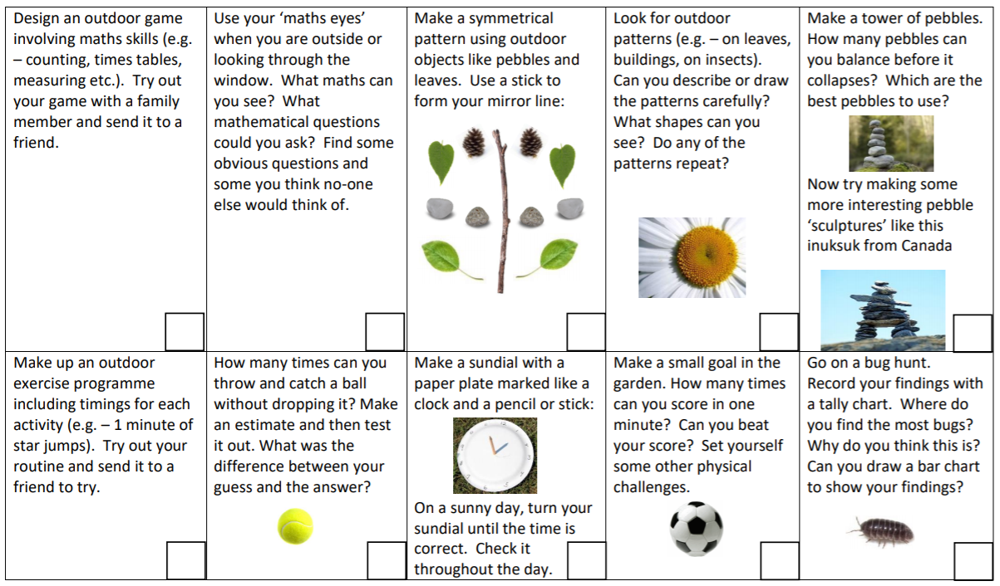 Design an outdoor game
involving maths skills (e.g.
– counting, times tables,
measuring etc.).  Try out
your game with a family
member and send it to a
friend.
Use your ‘maths eyes’
when you are outside or
looking through the
window.  What maths can
you see?  What
mathematical questions
could you ask?  Find some
obvious questions and
some you think no-one
else would think of.
Make a symmetrical
pattern using outdoor
objects like pebbles and
leaves.  Use a stick to
form your mirror line:
Look for outdoor
patterns (e.g. – on leaves,
buildings, on insects).
Can you describe or draw
the patterns carefully?
What shapes can you
see?  Do any of the
patterns repeat?
Make a tower of pebbles.
How many pebbles can
you balance before it
collapses?  Which are the
best pebbles to use?
Now try making some
more interesting pebble
‘sculptures’ like this
inuksuk from Canada
Make up an outdoor
exercise programme
including timings for each
activity (e.g. – 1 minute of
star jumps).  Try out your
routine and send it to a
friend to try.
How many times can you
throw and catch a ball
without dropping it? Make
an estimate and then test
it out. What was the
difference between your
guess and the answer?
Make a sundial with a
paper plate marked like a
clock and a pencil or stick:
On a sunny day, turn your
sundial until the time is
correct.  Check it
throughout the day.
Make a small goal in the
garden. How many times
can you score in one
minute?  Can you beat
your score?  Set yourself
some other physical
challenges.
Go on a bug hunt.
Record your findings with
a tally chart.  Where do
you find the most bugs?
Why do you think this is?
Can you draw a bar chart
to show your findings?